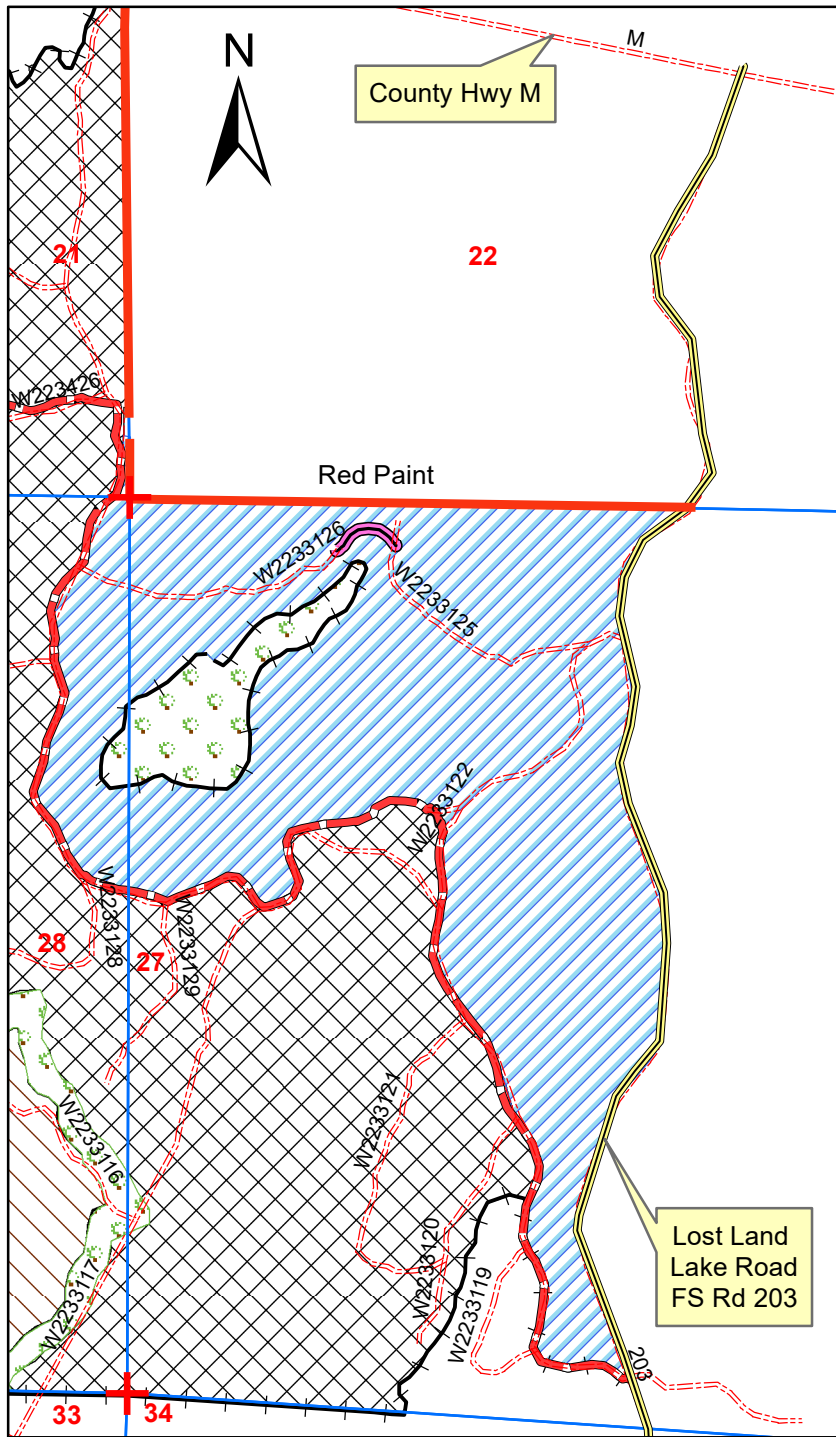 N
M
County Hwy M
21
22
W223426
Red Paint
W2233126
W2233125
W2233122
W2233128
W2233129
28
27
W2233121
W2233116
W2233120
W2233119
W2233117
Lost Land
Lake Road
FS Rd 203
203
33
34